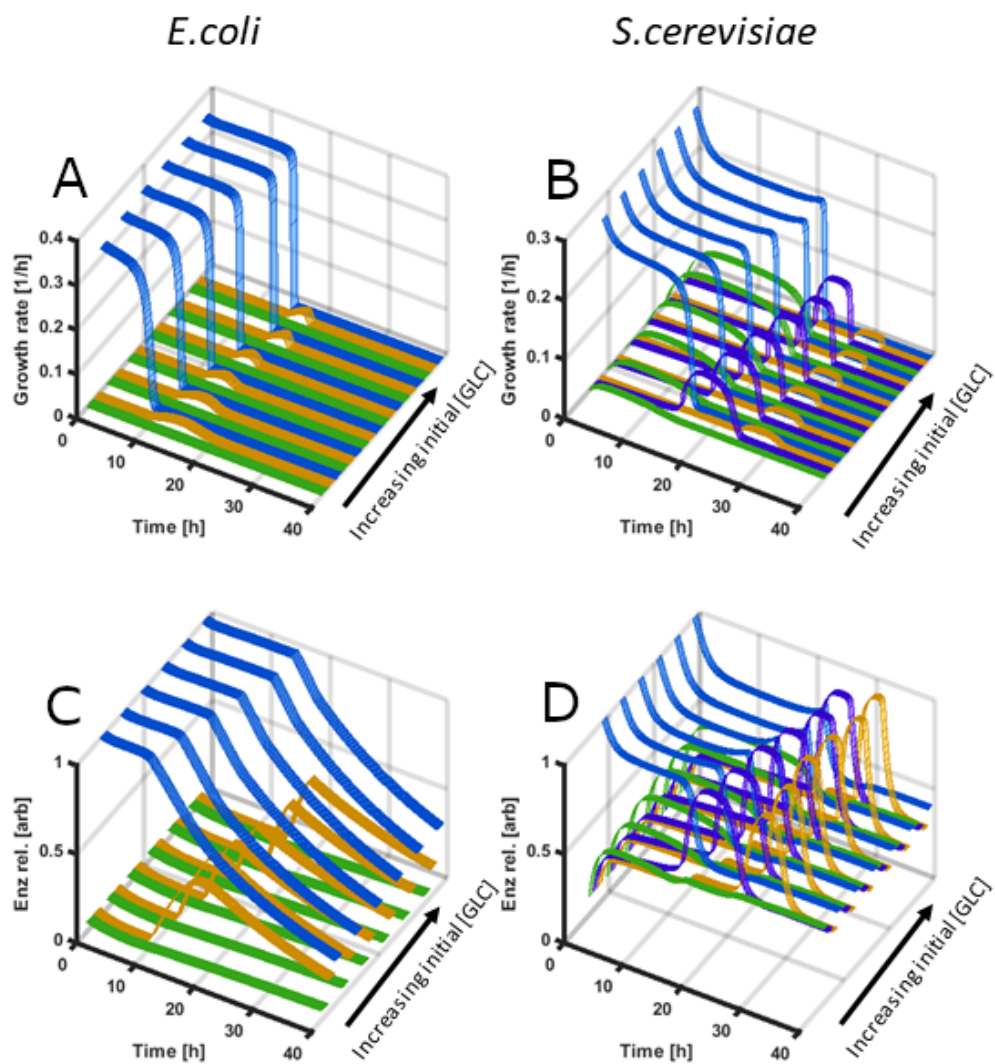 E.coli
S.cerevisiae
A
B
Growth rate [1/h]
0.4
0.3
0.2
0.1
0
0
10
20
30
40
Time [h]
Increasing initial [GLC]
Growth rate [1/h]
0.3
0.2
0.1
0
0
10
20
30
40
Time [h]
Increasing initial [GLC]
C
D
Enz rel. [arb]
1
0.5
0
0
10
20
30
40
Time [h]
Increasing initial [GLC]
Enz rel. [arb]
1
0.5
0
0
10
20
30
40
Time [h]
Increasing initial [GLC]